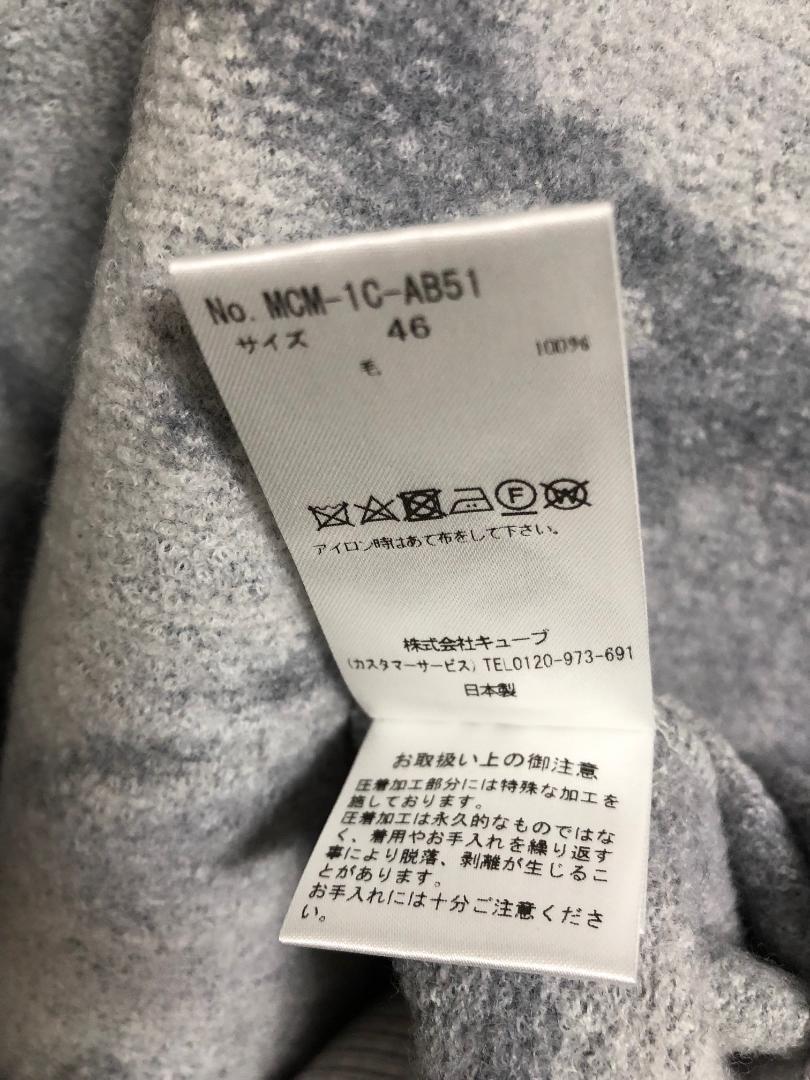 No. MCM-1C-AB51
サイズ 46
毛 100%
F W
アイロン時はあて布をして下さい。
株式会社キューブ
(カスタマーサービス) TEL0120-973-691
日本製
お取扱い上の御注意
圧着加工部分には特殊な加工を
施しております。
圧着加工は永久的なものではな
く、着用やお手入れを繰り返す
事により脱落、剥離が生じるこ
とがあります。
お手入れには十分ご注意くださ
い。